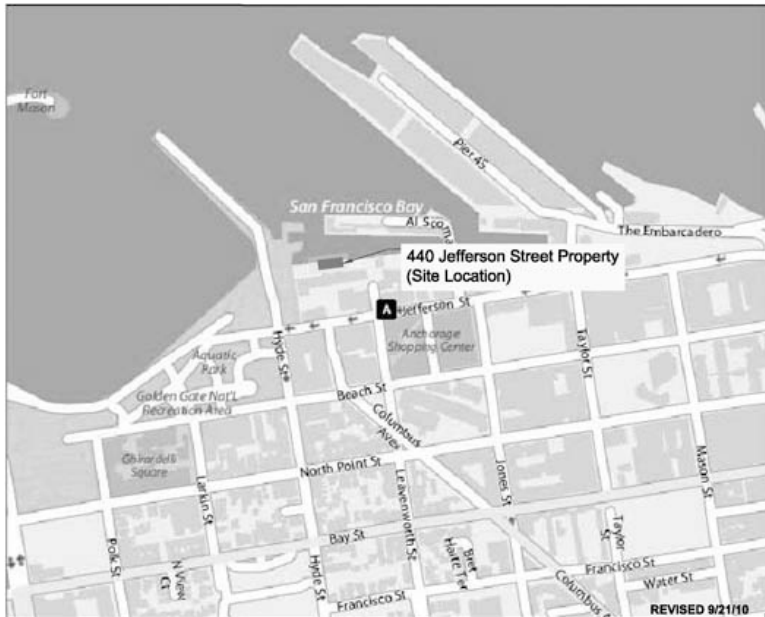 Fort
Mason
Pier 45
San Francisco Bay
Al Scoma
The Embarcadero
440 Jefferson Street Property
(Site Location)
A
Jefferson St
Anchorage
Shopping Center
Taylor St
Hyde St
Aquatic
Park
Beach St
Golden Gate Nat'L
Recreation Area
Columbus
Ave
Ghirardelli
Square
North Point St
Larkin St
Leavenworth St
Jones St
Mason St
Bay St
Polk St
N View
Ct
Hyde St
Bret
Harte Ter
Taylor
St
Francisco St
Water St
Francisco St
Columbus A
REVISED 9/21/10